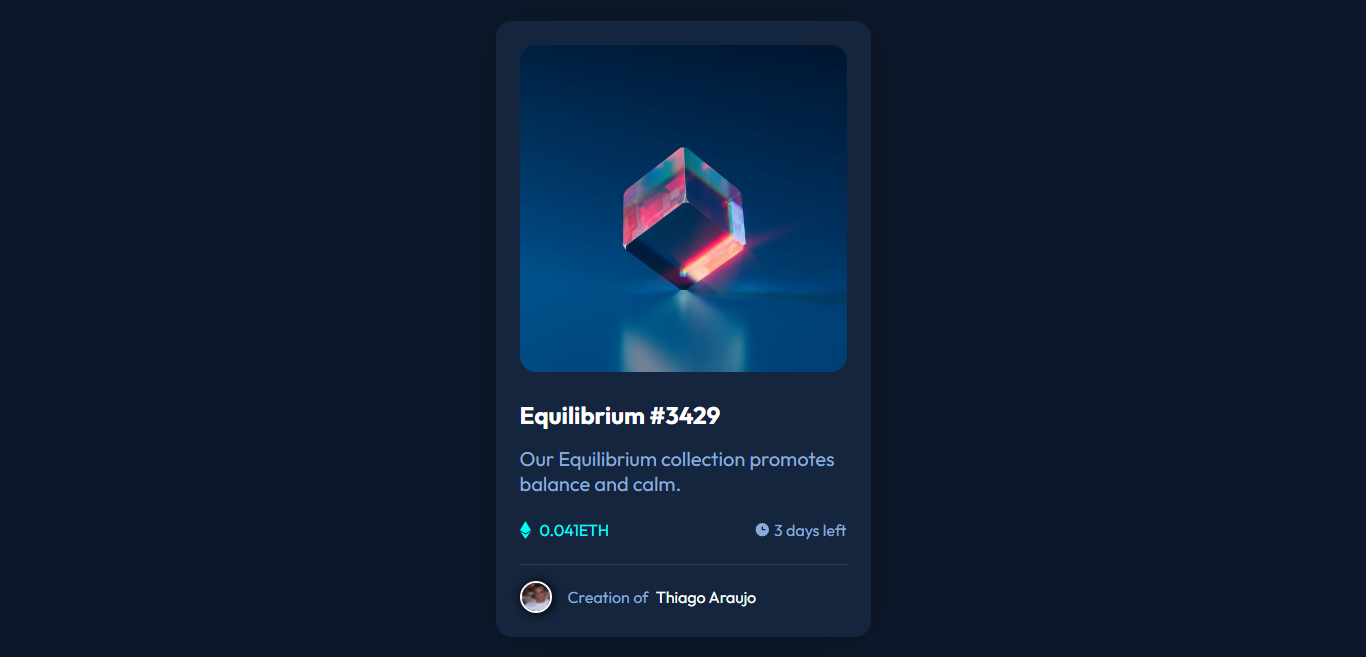 Equilibrium #3429
Our Equilibrium collection promotes
balance and calm.
0.041ETH
3 days left
Creation of Thiago Araujo